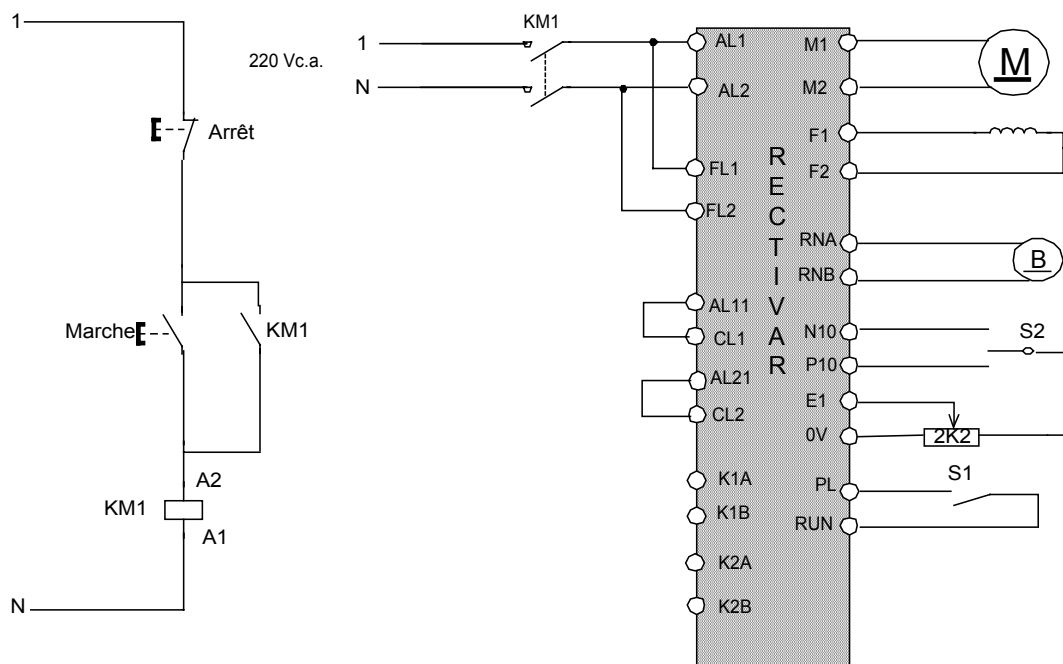 1
220 Vc.a.
Arrêt
Marche
KM1
A2
KM1
A1
N
KM1
1
N
AL1
AL2
FL1
FL2
AL11
CL1
AL21
CL2
K1A
K1B
K2A
K2B
RECTIVAR
M1
M2
F1
F2
RNA
RNB
N10
P10
E1
0V
PL
RUN
M
B
S2
2K2
S1